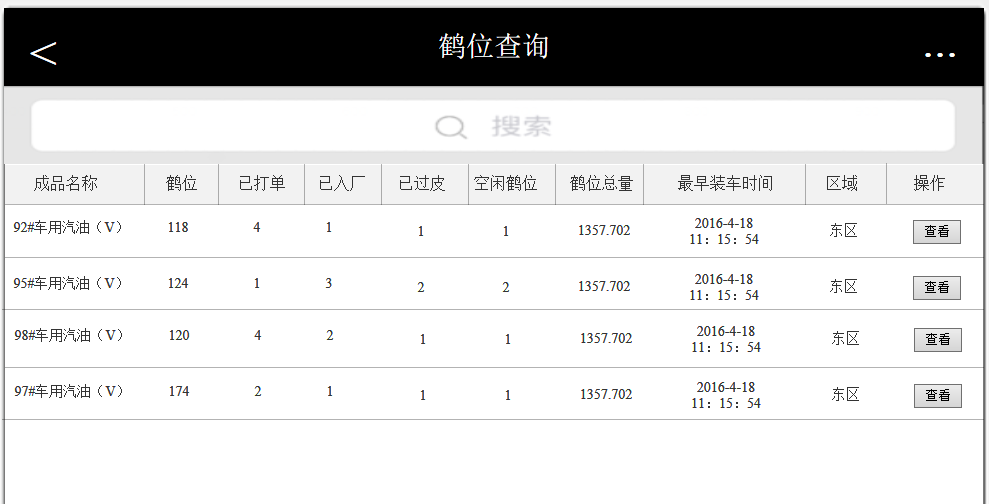 < 鹤位查询 ...
搜索
成品名称 鹤位 已打单 已入厂 已过皮 空闲鹤位 鹤位总量 最早装车时间 区域 操作
92#车用汽油（V） 118 4 1 1 1 1357.702 2016-4-18 11：15：54 东区 查看
95#车用汽油（V） 124 1 3 2 2 1357.702 2016-4-18 11：15：54 东区 查看
98#车用汽油（V） 120 4 2 1 1 1357.702 2016-4-18 11：15：54 东区 查看
97#车用汽油（V） 174 2 1 1 1 1357.702 2016-4-18 11：15：54 东区 查看